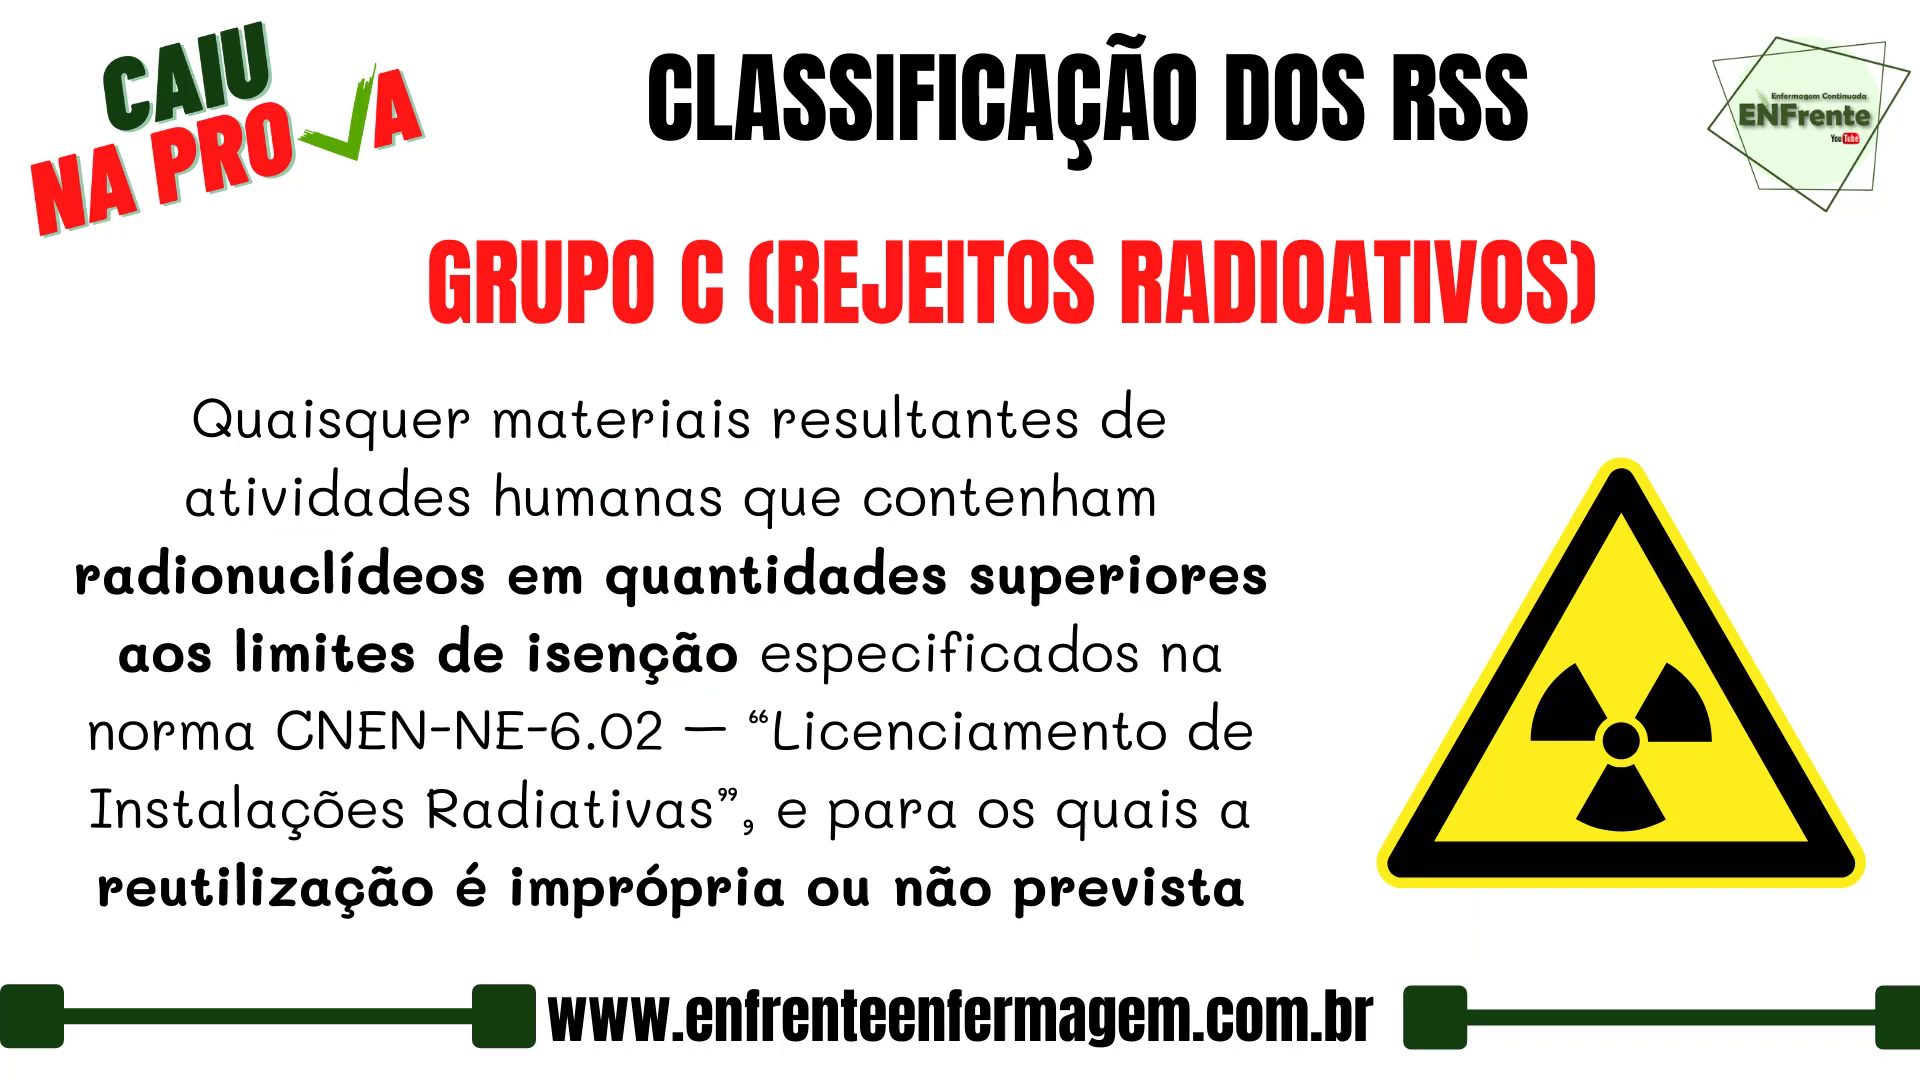 CAIU
NA PROVA
CLASSIFICAÇÃO DOS RSS
Enfermagem Continuada
ENFrente
YouTube
GRUPO C (REJEITOS RADIOATIVOS)
Quaisquer materiais resultantes de
atividades humanas que contenham
radionuclídeos em quantidades superiores
aos limites de isenção especificados na
norma CNEN-NE-6.02 – “Licenciamento de
Instalações Radiativas”, e para os quais a
reutilização é imprópria ou não prevista
www.enfrenteenfermagem.com.br